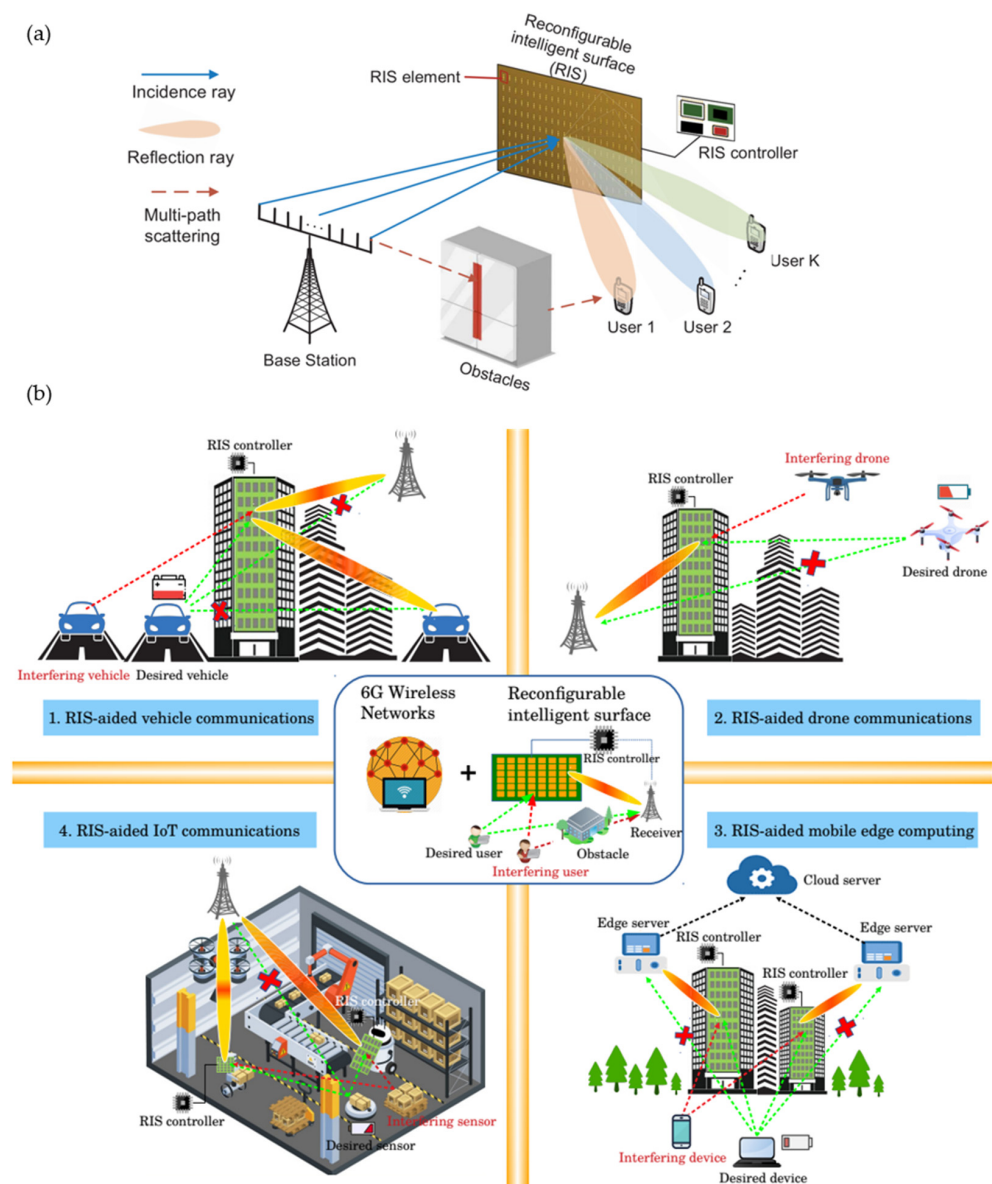 (a)
Incidence ray
Reflection ray
Multi-path
scattering
RIS element
Reconfigurable
intelligent surface
(RIS)
RIS controller
...
Base Station
Obstacles
User 1
User 2
...
User K
(b)
RIS controller
Interfering vehicle
Desired vehicle
1. RIS-aided vehicle communications
RIS controller
Interfering drone
Desired drone
2. RIS-aided drone communications
6G Wireless
Networks
+
Reconfigurable
intelligent surface
RIS controller
Desired user
Interfering user
Obstacle
Receiver
4. RIS-aided IoT communications
RIS controller
RIS controller
Interfering sensor
Desired sensor
3. RIS-aided mobile edge computing
Cloud server
Edge server
Edge server
RIS controller
RIS controller
Interfering device
Desired device